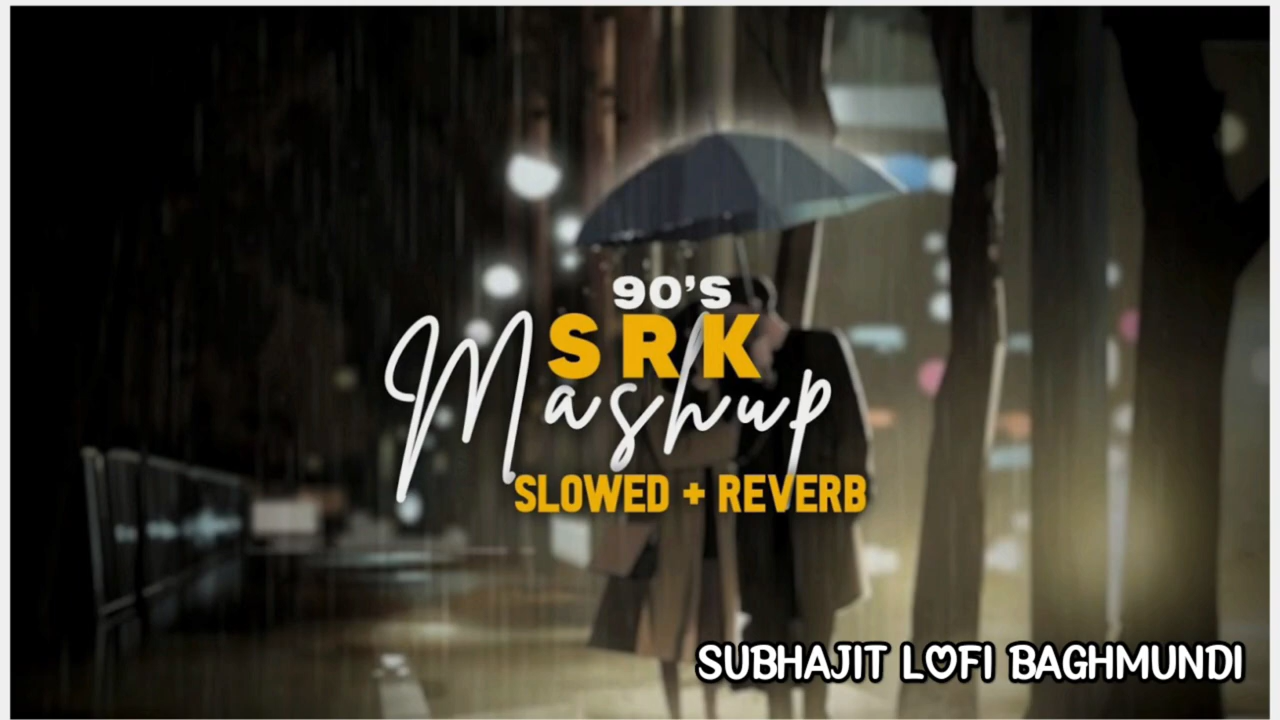 90'S
SRK
Mashup
SLOWED + REVERB
SUBHAJIT LOFI BAGHMUNDI